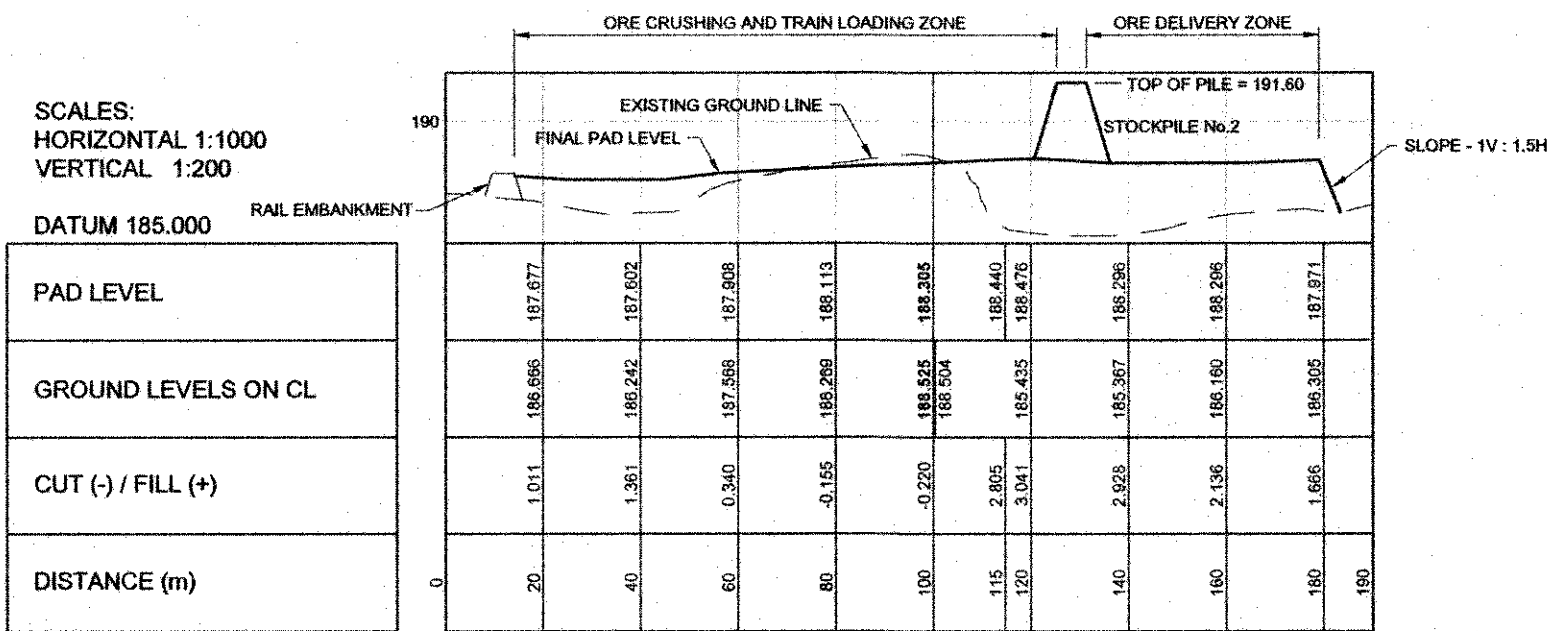 ORE CRUSHING AND TRAIN LOADING ZONE
ORE DELIVERY ZONE
SCALES:
HORIZONTAL 1:1000
VERTICAL 1:200
DATUM 185.000
190
EXISTING GROUND LINE
FINAL PAD LEVEL
TOP OF PILE = 191.60
STOCKPILE No.2
SLOPE - 1V : 1.5H
RAIL EMBANKMENT
PAD LEVEL
187.677 187.602 187.908 188.113 188.305 188.440 188.476 188.296 188.296 187.971
GROUND LEVELS ON CL
186.666 186.242 187.568 188.269 188.525 188.504 185.435 185.367 186.160 186.305
CUT (-) / FILL (+)
1.011 1.361 0.340 -0.155 -0.220 2.805 3.041 2.928 2.136 1.666
DISTANCE (m)
0 20 40 60 80 100 115 120 140 160 180 190